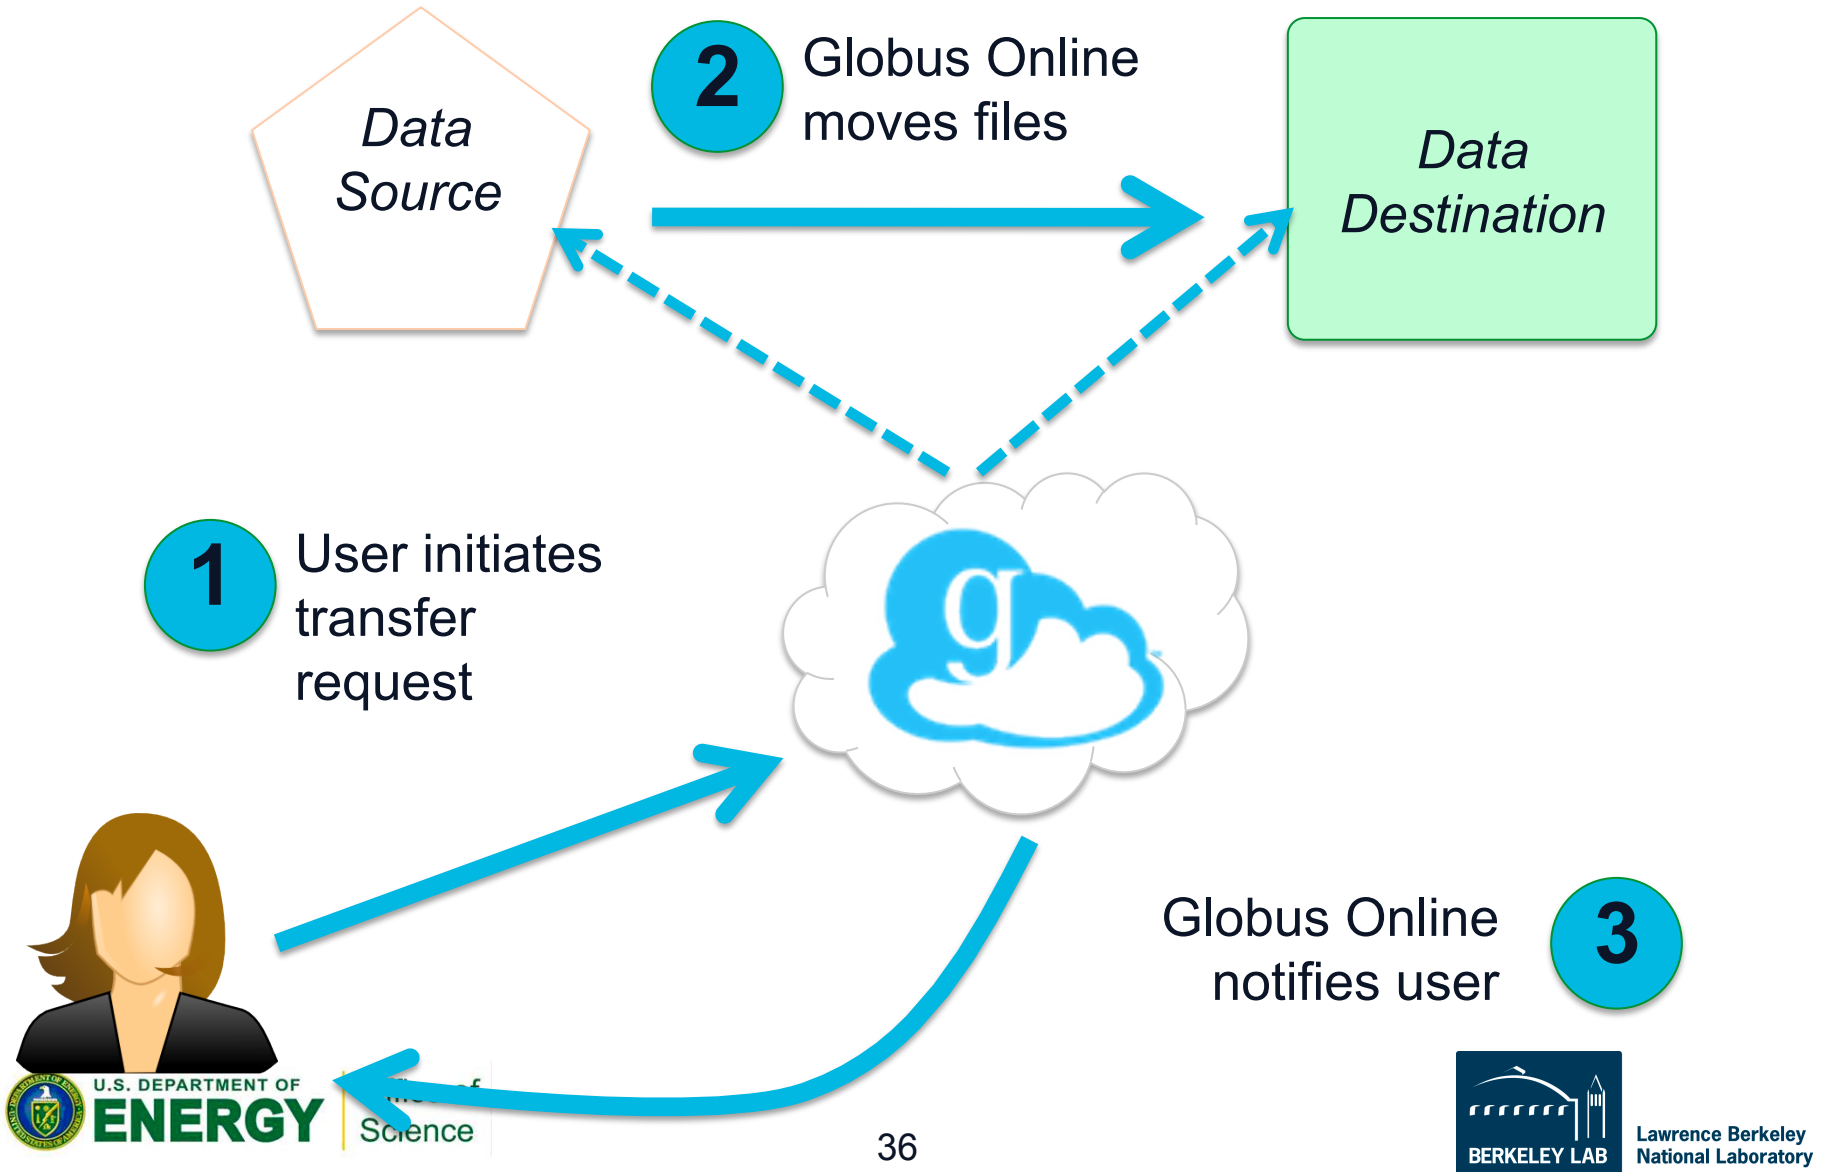 Data
Source
2
Globus Online
moves files
Data
Destination
1
User initiates
transfer
request
g
Globus Online
notifies user
3
U.S. DEPARTMENT OF
ENERGY
Science
36
BERKELEY LAB
Lawrence Berkeley
National Laboratory